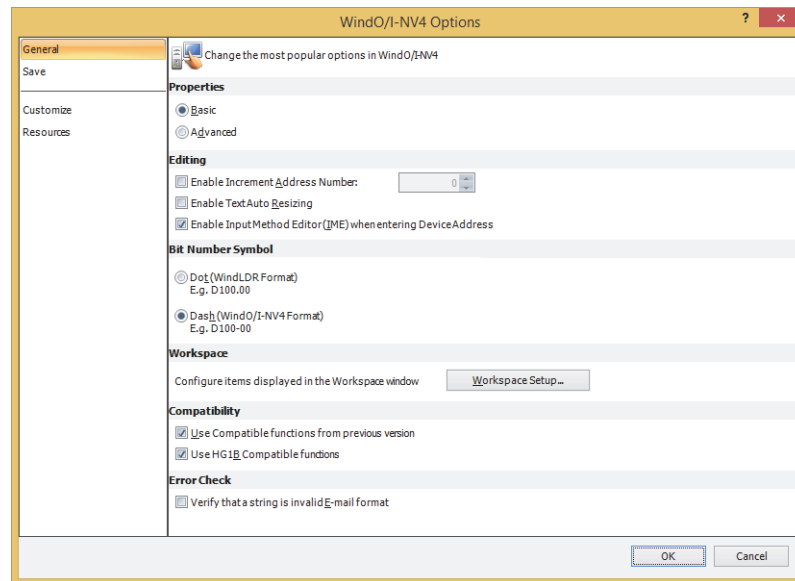 WindO/I-NV4 Options
?
×
General
Save
Customize
Resources
Change the most popular options in WindO/I-NV4
Properties
Basic
Advanced
Editing
Enable Increment Address Number:
0
Enable Text Auto Resizing
Enable Input Method Editor (IME) when entering Device Address
Bit Number Symbol
Dot (WindLDR Format)
E.g. D100.00
Dash (WindO/I-NV4 Format)
E.g. D100-00
Workspace
Configure items displayed in the Workspace window
Workspace Setup...
Compatibility
Use Compatible functions from previous version
Use HG1B Compatible functions
Error Check
Verify that a string is invalid E-mail format
OK
Cancel